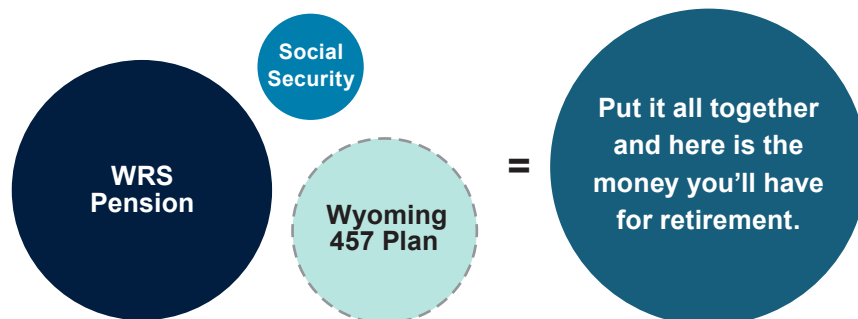 Social
Security
WRS
Pension
Wyoming
457 Plan
=
Put it all together
and here is the
money you’ll have
for retirement.